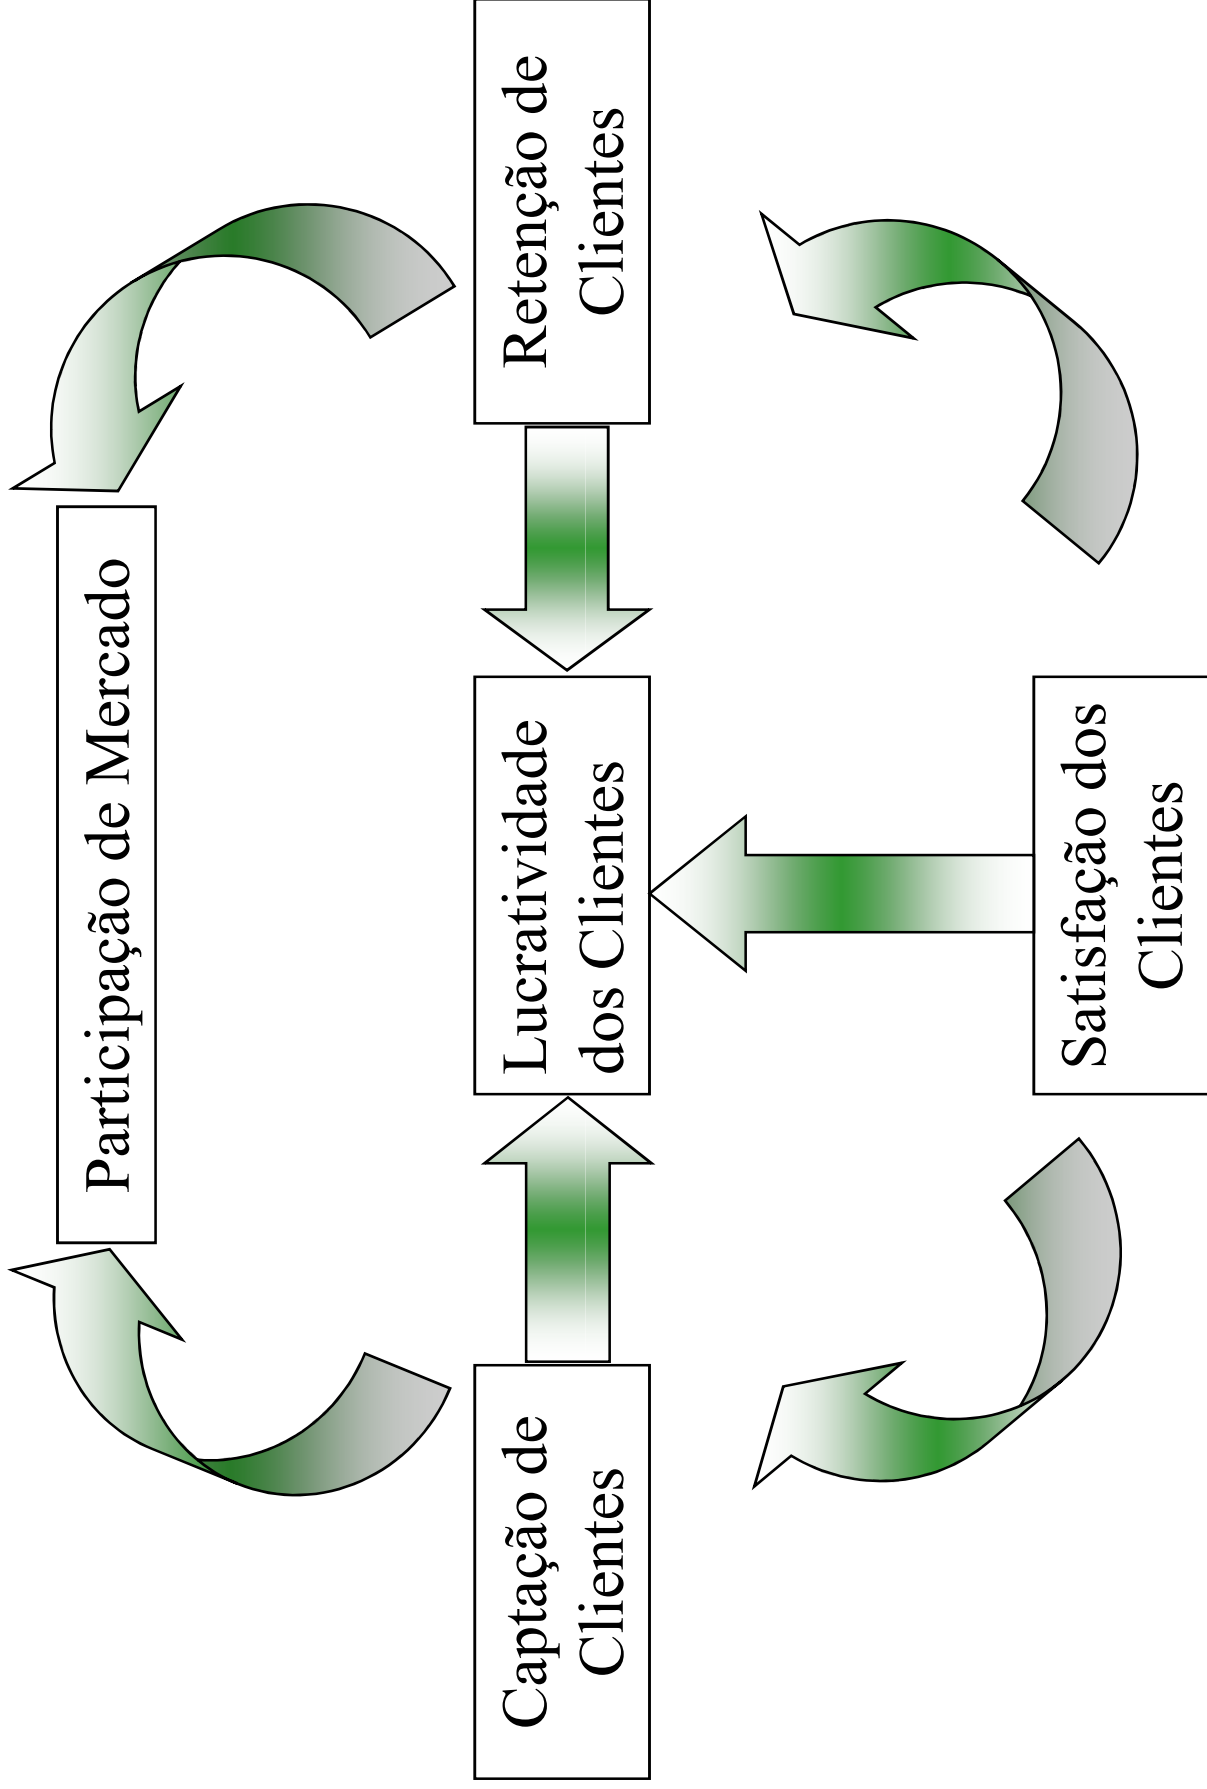 Participação de Mercado
Captação de
Clientes
Lucratividade
dos Clientes
Retenção de
Clientes
Satisfação dos
Clientes